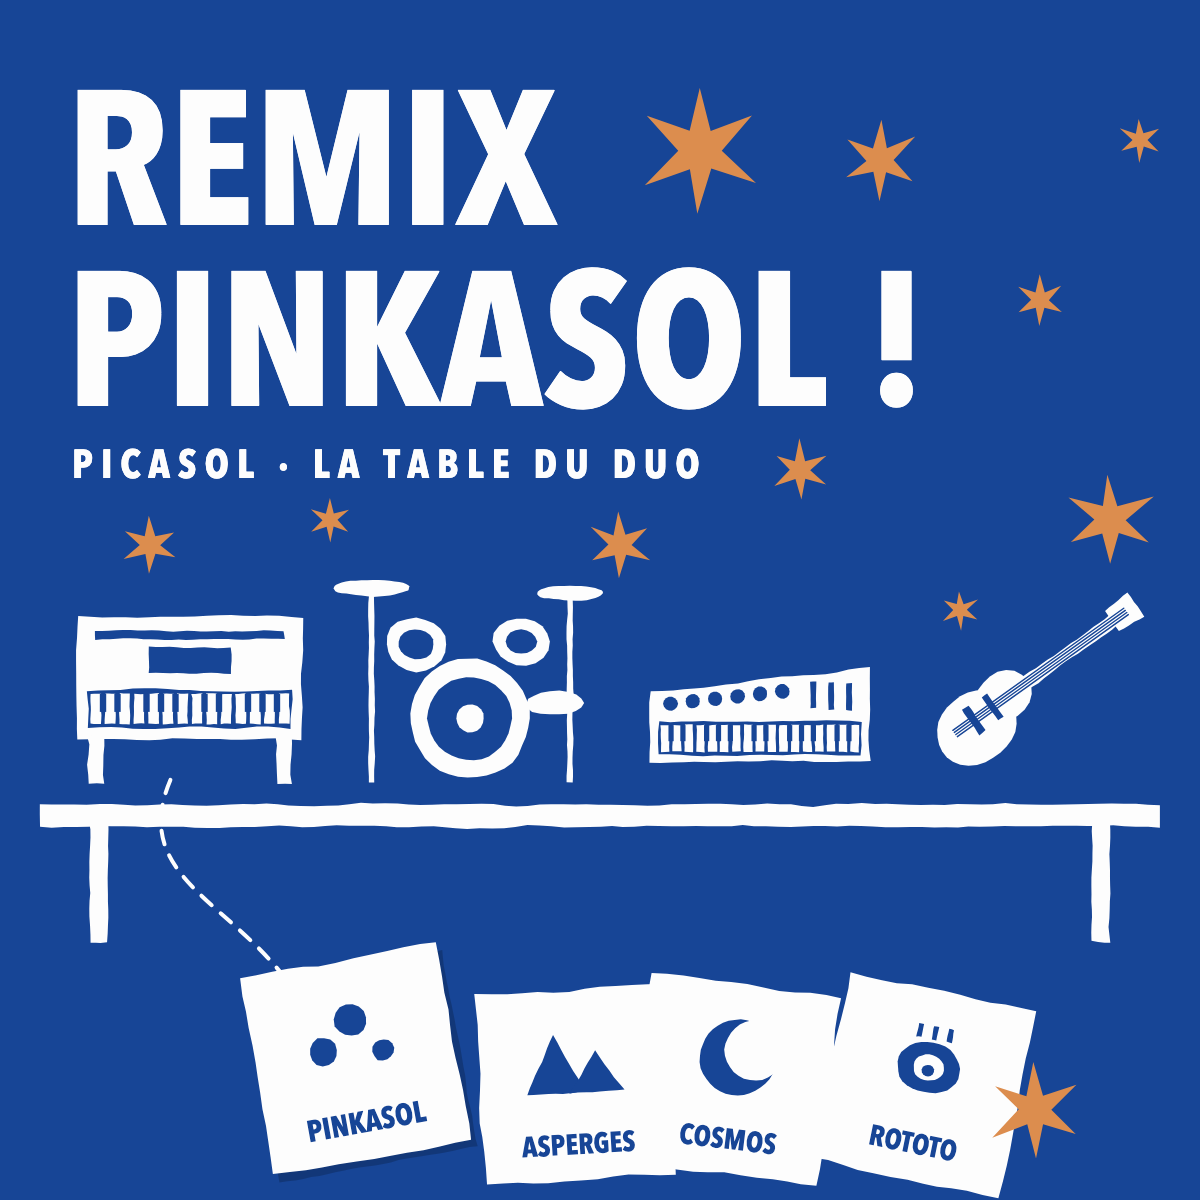 REMIX
PINKASOL !
PICASOL · LA TABLE DU DUO
PINKASOL
ASPERGES
COSMOS
ROTOTO